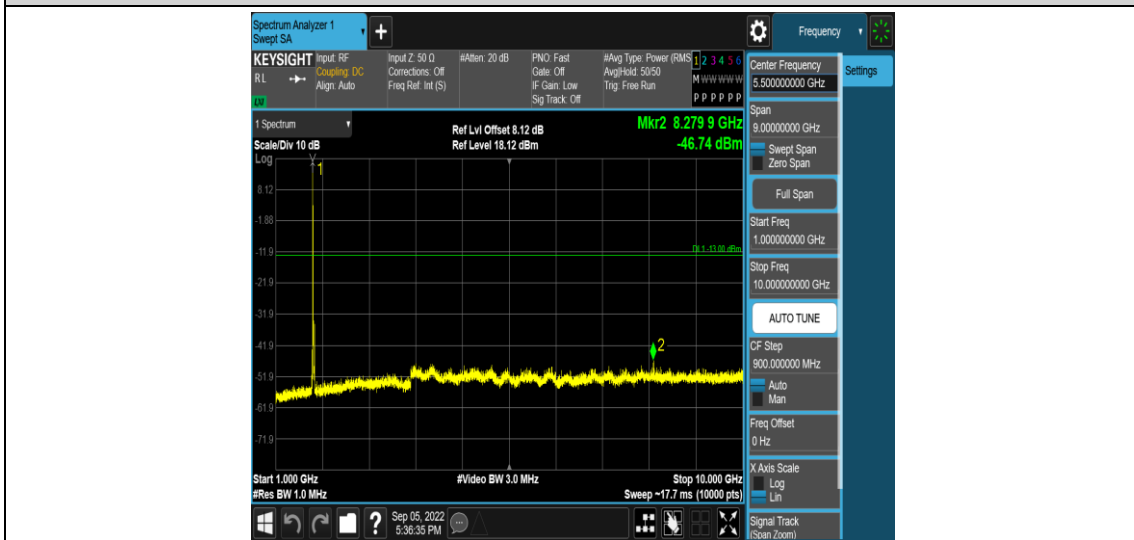 Spectrum Analyzer 1
Swept SA
Frequency
KEYSIGHT
RL
Input: RF
Coupling: DC
Align: Auto
Input Z: 50 Ω
Corrections: Off
Freq Ref: Int (S)
#Atten: 20 dB
PNO: Fast
Gate: Off
IF Gain: Low
Sig Track: Off
#Avg Type: Power (RMS
Avg|Hold: 50/50
Trig: Free Run
1 2 3 4 5 6
M W W W W W
P P P P P P
1 Spectrum
Scale/Div 10 dB
Log
Ref Lvl Offset 8.12 dB
Ref Level 18.12 dBm
Mkr2 8.279 9 GHz
-46.74 dBm
1
8.12
-1.88
-11.9
DL1 -13.00 dBm
-21.9
-31.9
-41.9
2
-51.9
-61.9
-71.9
Start 1.000 GHz
#Res BW 1.0 MHz
#Video BW 3.0 MHz
Stop 10.000 GHz
Sweep ~17.7 ms (10000 pts)
Sep 05, 2022
5:36:35 PM
Center Frequency
5.500000000 GHz
Settings
Span
9.00000000 GHz
Swept Span
Zero Span
Full Span
Start Freq
1.000000000 GHz
Stop Freq
10.000000000 GHz
AUTO TUNE
CF Step
900.000000 MHz
Auto
Man
Freq Offset
0 Hz
X Axis Scale
Log
Lin
Signal Track
(Span Zoom)